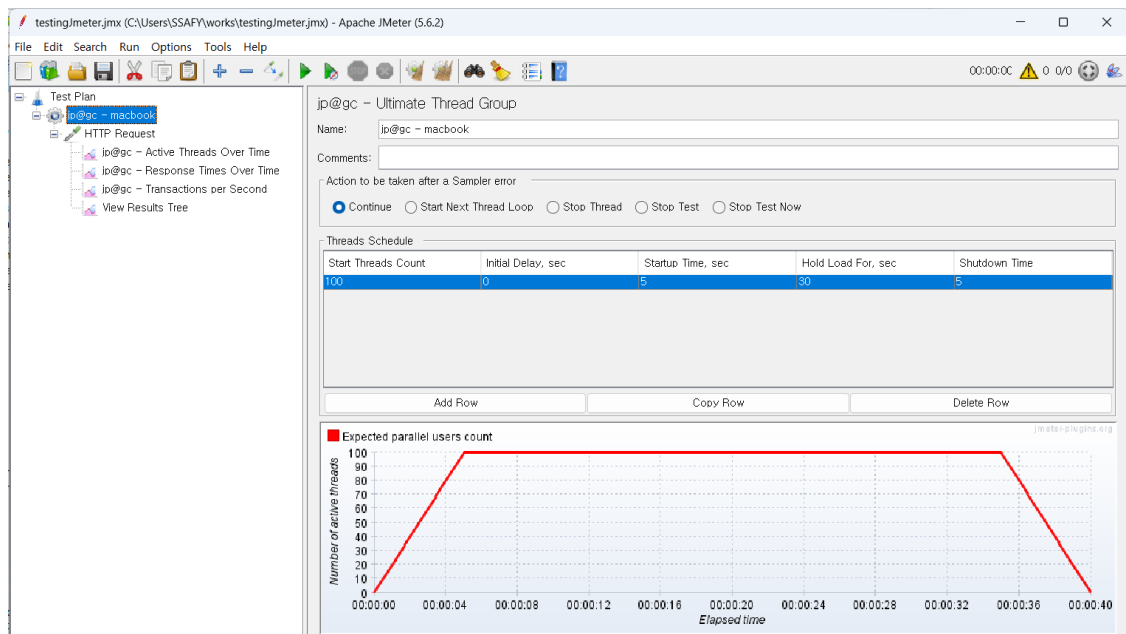 testingJmeter.jmx (C:\Users\SSAFY\works\testingJmeter.jmx) - Apache JMeter (5.6.2)
File Edit Search Run Options Tools Help
00:00:00 0 0/0
Test Plan
jp@gc - macbook
HTTP Request
jp@gc - Active Threads Over Time
jp@gc - Response Times Over Time
jp@gc - Transactions per Second
View Results Tree
jp@gc - Ultimate Thread Group
Name: jp@gc - macbook
Comments:
Action to be taken after a Sampler error
Continue Start Next Thread Loop Stop Thread Stop Test Stop Test Now
Threads Schedule
Start Threads Count Initial Delay, sec Startup Time, sec Hold Load For, sec Shutdown Time
100 0 5 30 5
Add Row Copy Row Delete Row
jmeter-plugins.org
Expected parallel users count
Number of active threads
100
90
80
70
60
50
40
30
20
10
0
00:00:00 00:00:04 00:00:08 00:00:12 00:00:16 00:00:20 00:00:24 00:00:28 00:00:32 00:00:36 00:00:40
Elapsed time